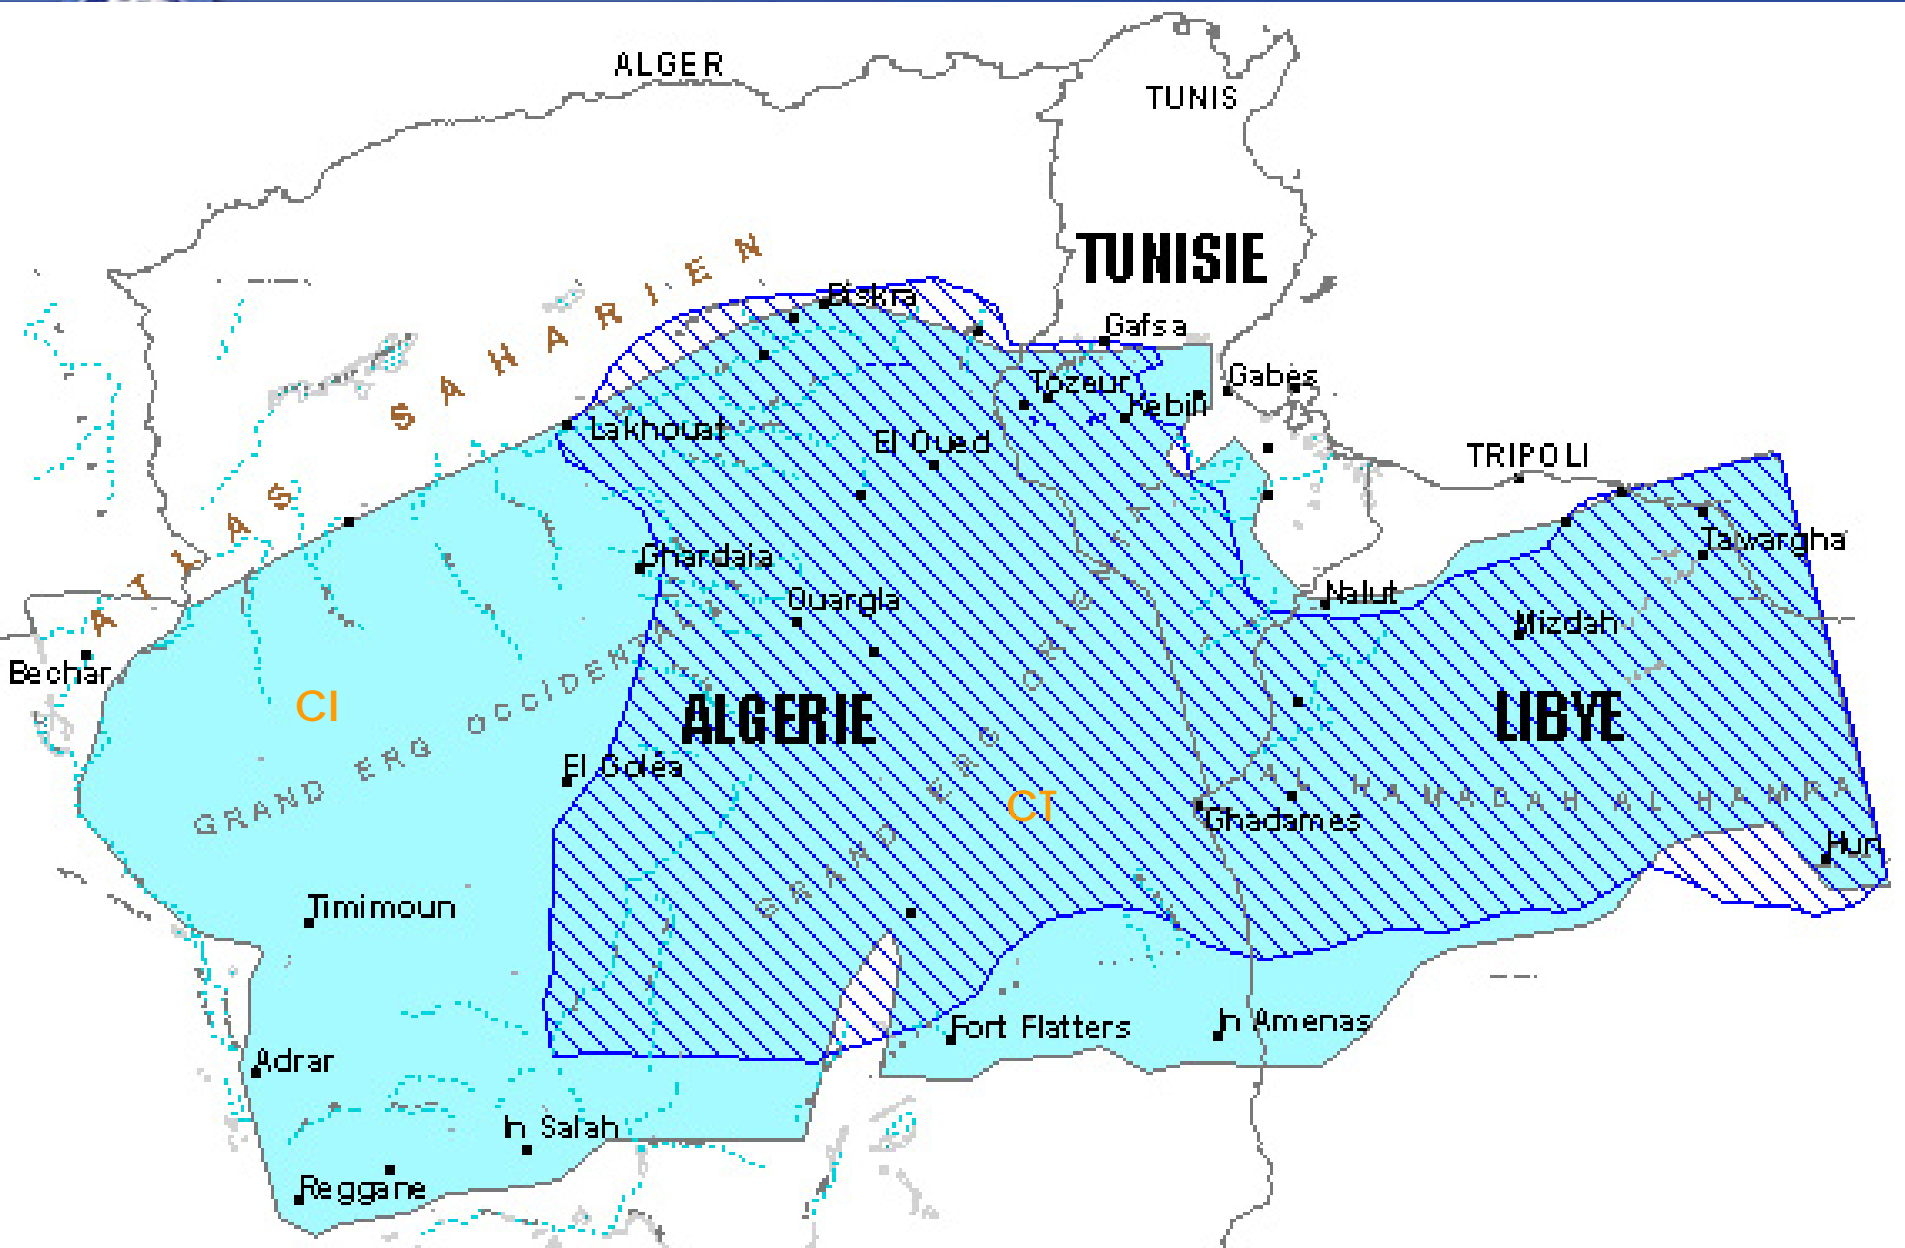 ALGER
TUNIS
TUNISIE
ATLAS SAHARIEN
Biskra
Gafsa
Tozeur
Gabes
Kebili
Lakhouat
El Oued
TRIPOLI
Tawargha
Ghardaia
Ouargla
Nalut
Mizdah
Bechar
CI
GRAND ERG OCCIDENTAL
ALGERIE
LIBYE
El Goléa
GRAND ERG ORIENTAL
CT
AL HAMADAH AL HAMRA
Ghadames
Hun
Timimoun
Fort Flatters
In Amenas
Adrar
In Salah
Reggane